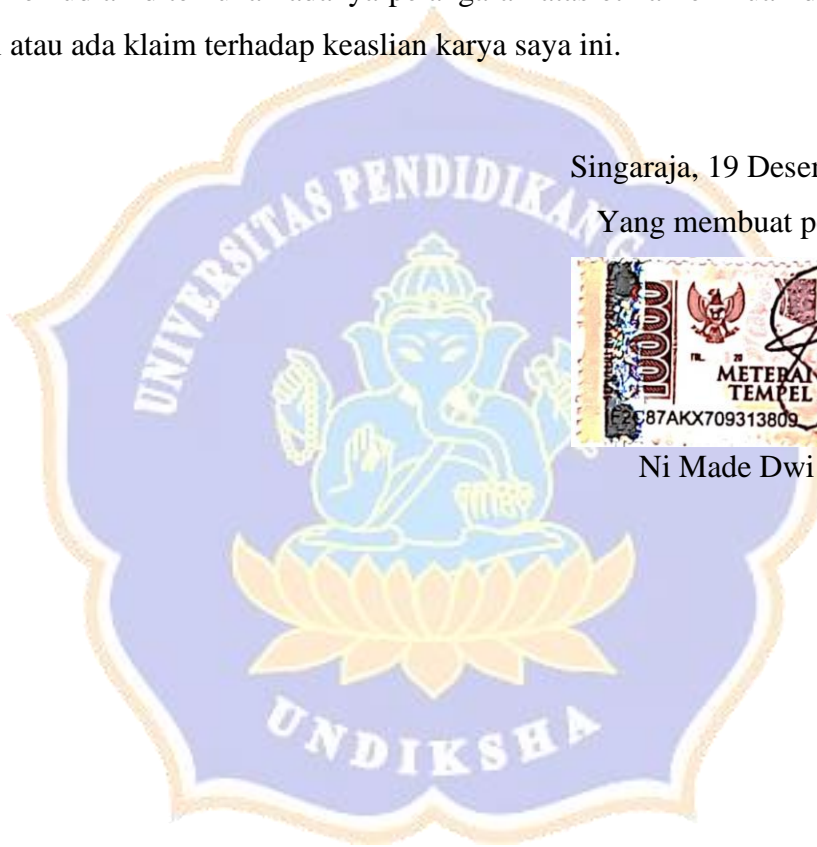 atau ada klaim terhadap keaslian karya saya ini.
Singaraja, 19
Yang membuat
UNIVERSITAS PENDIDIKAN
10000
METERAI
TEMPEL
87AKX709313809
Ni Made Dwi
UNDIKSHA